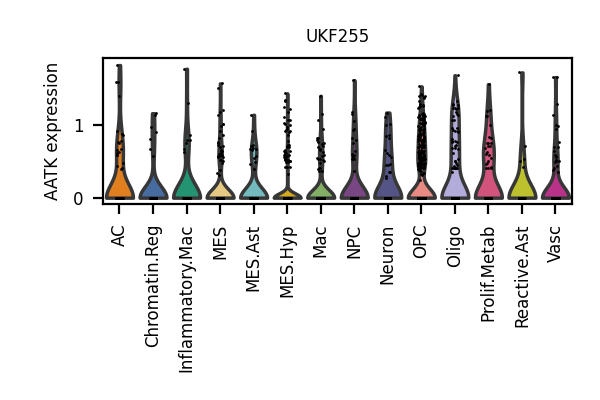 UKF255
AATK expression
1
0
AC
Chromatin.Reg
Inflammatory.Mac
MES
MES.Ast
MES.Hyp
Mac
NPC
Neuron
OPC
Oligo
Prolif.Metab
Reactive.Ast
Vasc